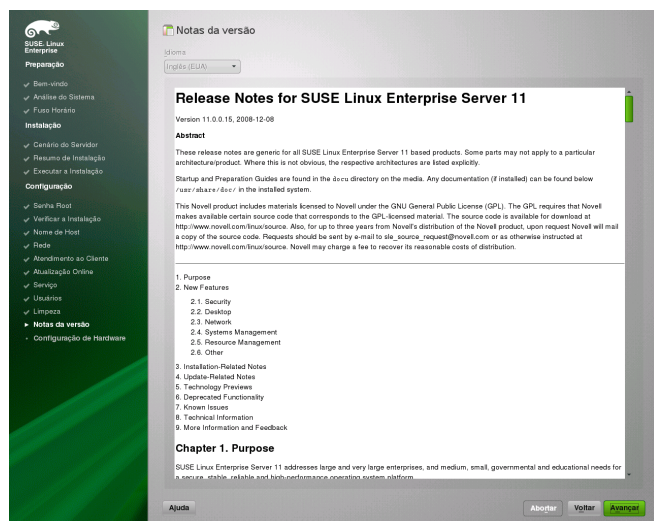 SUSE. Linux
Enterprise
Preparação
Bem-vindo
Análise do Sistema
Fuso Horário
Instalação
Cenário do Servidor
Resumo de Instalação
Executar a Instalação
Configuração
Senha Root
Verificar a Instalação
Nome de Host
Rede
Atendimento ao Cliente
Atualização Online
Serviço
Usuários
Limpeza
Notas da versão
Configuração de Hardware
Notas da versão
Idioma
Inglês (EUA)
Release Notes for SUSE Linux Enterprise Server 11
Version 11.0.0.15, 2008-12-08
Abstract
These release notes are generic for all SUSE Linux Enterprise Server 11 based products. Some parts may not apply to a particular
architecture/product. Where this is not obvious, the respective architectures are listed explicitly.
Startup and Preparation Guides are found in the docu directory on the media. Any documentation (if installed) can be found below
/usr/share/doc/ in the installed system.
This Novell product includes materials licensed to Novell under the GNU General Public License (GPL). The GPL requires that Novell
makes available certain source code that corresponds to the GPL-licensed material. The source code is available for download at
http://www.novell.com/linux/source. Also, for up to three years from Novell's distribution of the Novell product, upon request Novell will mail
a copy of the source code. Requests should be sent by e-mail to sle_source_request@novell.com or as otherwise instructed at
http://www.novell.com/linux/source. Novell may charge a fee to recover its reasonable costs of distribution.
1. Purpose
2. New Features
2.1. Security
2.2. Desktop
2.3. Network
2.4. Systems Management
2.5. Resource Management
2.6. Other
3. Installation-Related Notes
4. Update-Related Notes
5. Technology Previews
6. Deprecated Functionality
7. Known Issues
8. Technical Information
9. More Information and Feedback
Chapter 1. Purpose
SUSE Linux Enterprise Server 11 addresses large and very large enterprises, and medium, small, governmental and educational needs for
a secure, stable, reliable and high-performance operating system platform.
Ajuda
Abortar
Voltar
Avançar